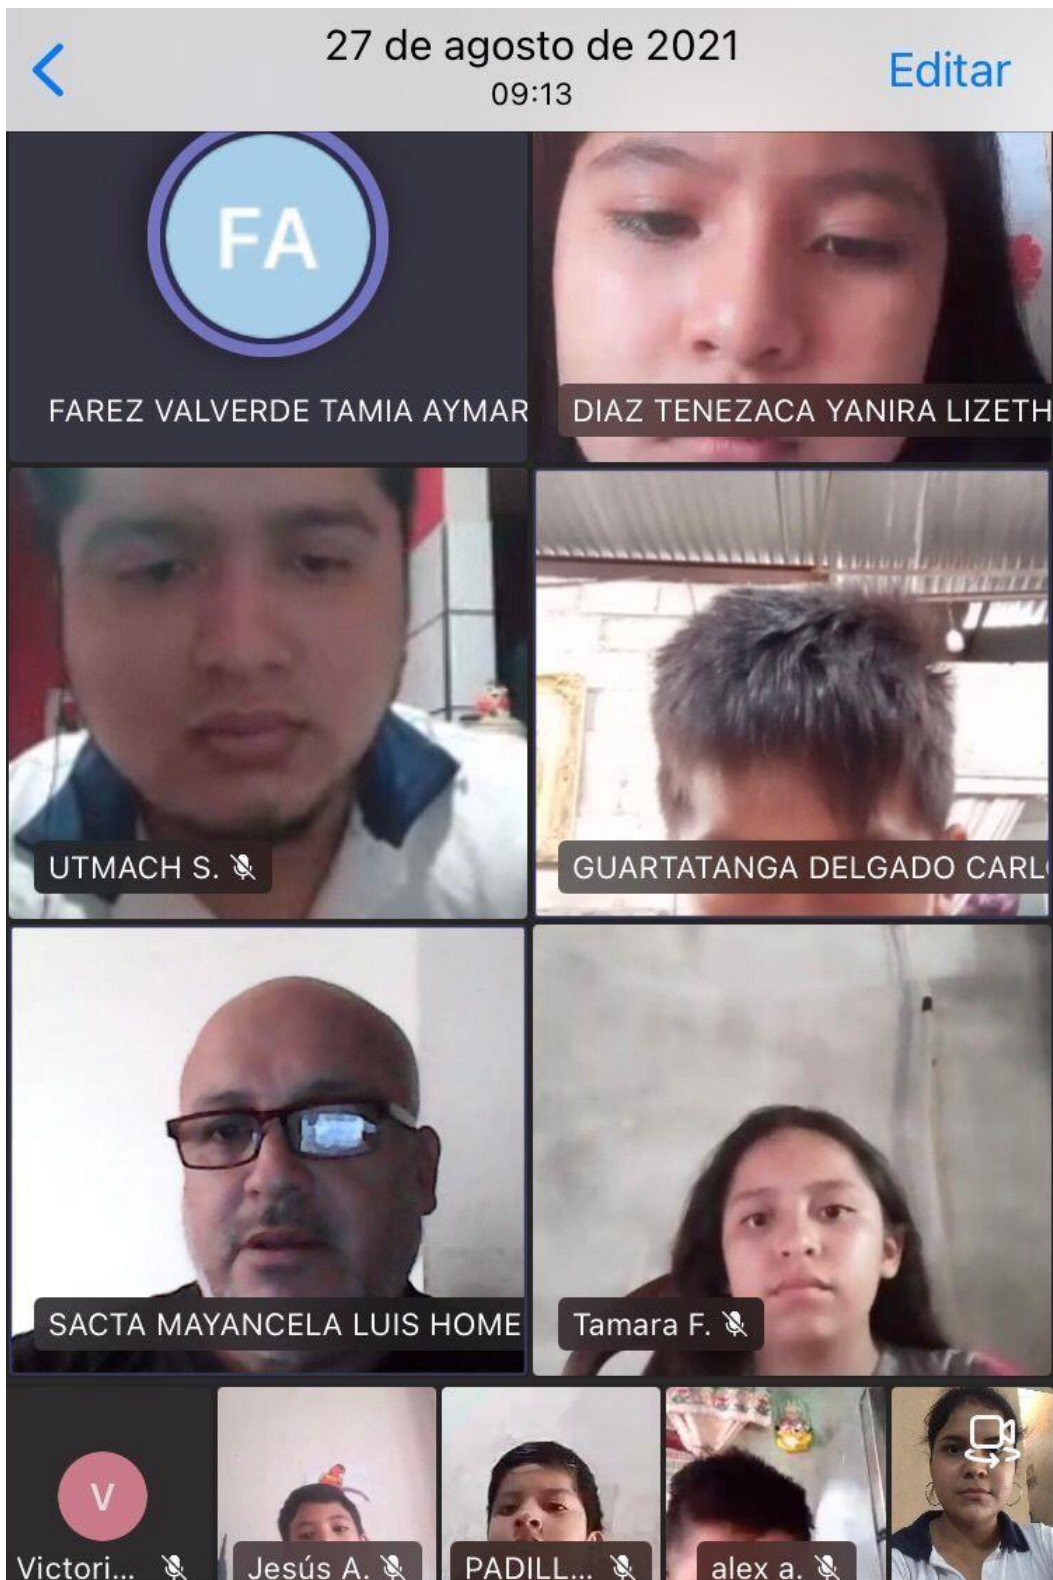 27 de agosto de 2021
09:13
Editar
FA
FAREZ VALVERDE TAMIA AYMAR
DIAZ TENEZACA YANIRA LIZETH
UTMACH S.
GUARTATANGA DELGADO CARL
SACTA MAYANCELA LUIS HOME
Tamara F.
V
Victori...
Jesús A.
PADILL...
alex a.